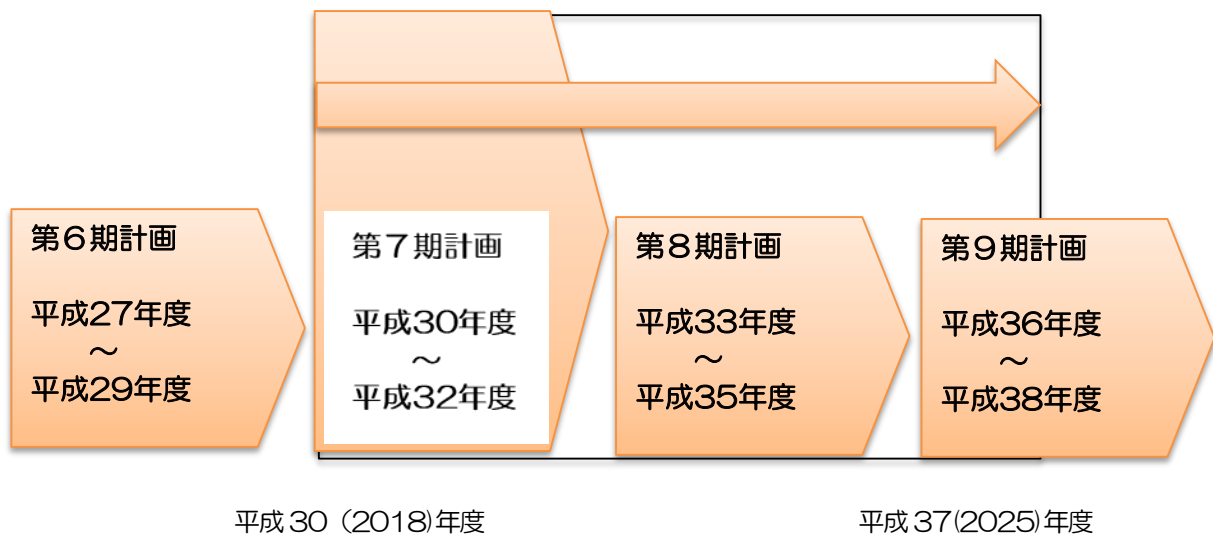 第６期計画
平成27年度
～
平成29年度
第７期計画
平成30年度
～
平成32年度
第８期計画
平成33年度
～
平成35年度
第９期計画
平成36年度
～
平成38年度
平成30（2018)年度
平成37(2025)年度